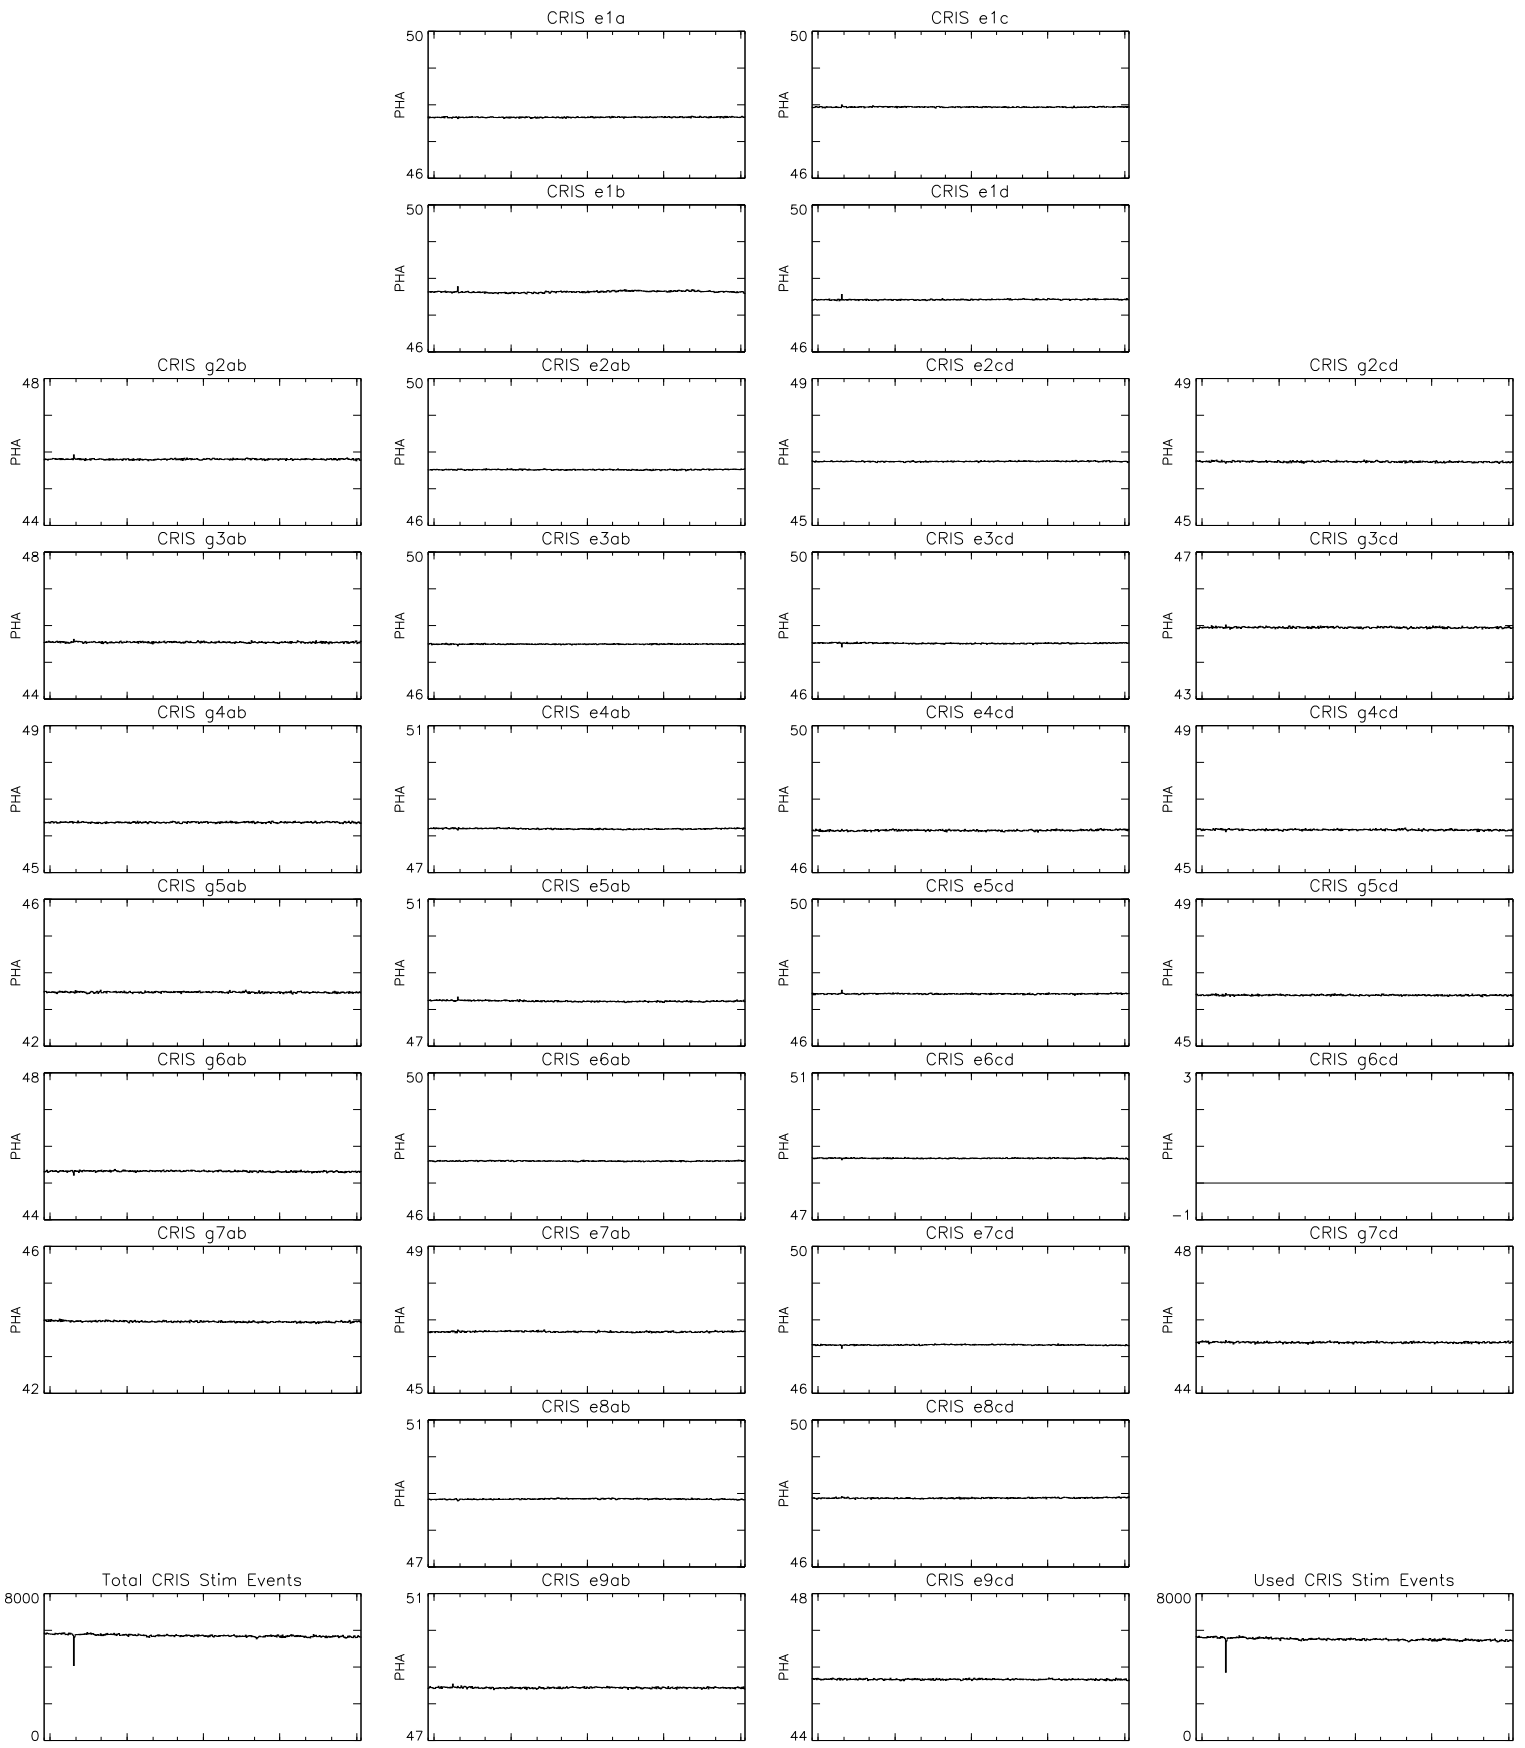 CRIS e1a
50
PHA
46
CRIS e1c
50
PHA
46
CRIS e1b
50
PHA
46
CRIS e1d
50
PHA
46
CRIS g2ab
48
PHA
44
CRIS e2ab
50
PHA
46
CRIS e2cd
49
PHA
45
CRIS g2cd
49
PHA
45
CRIS g3ab
48
PHA
44
CRIS e3ab
50
PHA
46
CRIS e3cd
50
PHA
46
CRIS g3cd
47
PHA
43
CRIS g4ab
49
PHA
45
CRIS e4ab
51
PHA
47
CRIS e4cd
50
PHA
46
CRIS g4cd
49
PHA
45
CRIS g5ab
46
PHA
42
CRIS e5ab
51
PHA
47
CRIS e5cd
50
PHA
46
CRIS g5cd
49
PHA
45
CRIS g6ab
48
PHA
44
CRIS e6ab
50
PHA
46
CRIS e6cd
51
PHA
47
CRIS g6cd
3
PHA
-1
CRIS g7ab
46
PHA
42
CRIS e7ab
49
PHA
45
CRIS e7cd
50
PHA
46
CRIS g7cd
48
PHA
44
CRIS e8ab
51
PHA
47
CRIS e8cd
50
PHA
46
Total CRIS Stim Events
8000
0
CRIS e9ab
51
PHA
47
CRIS e9cd
48
PHA
44
Used CRIS Stim Events
8000
0